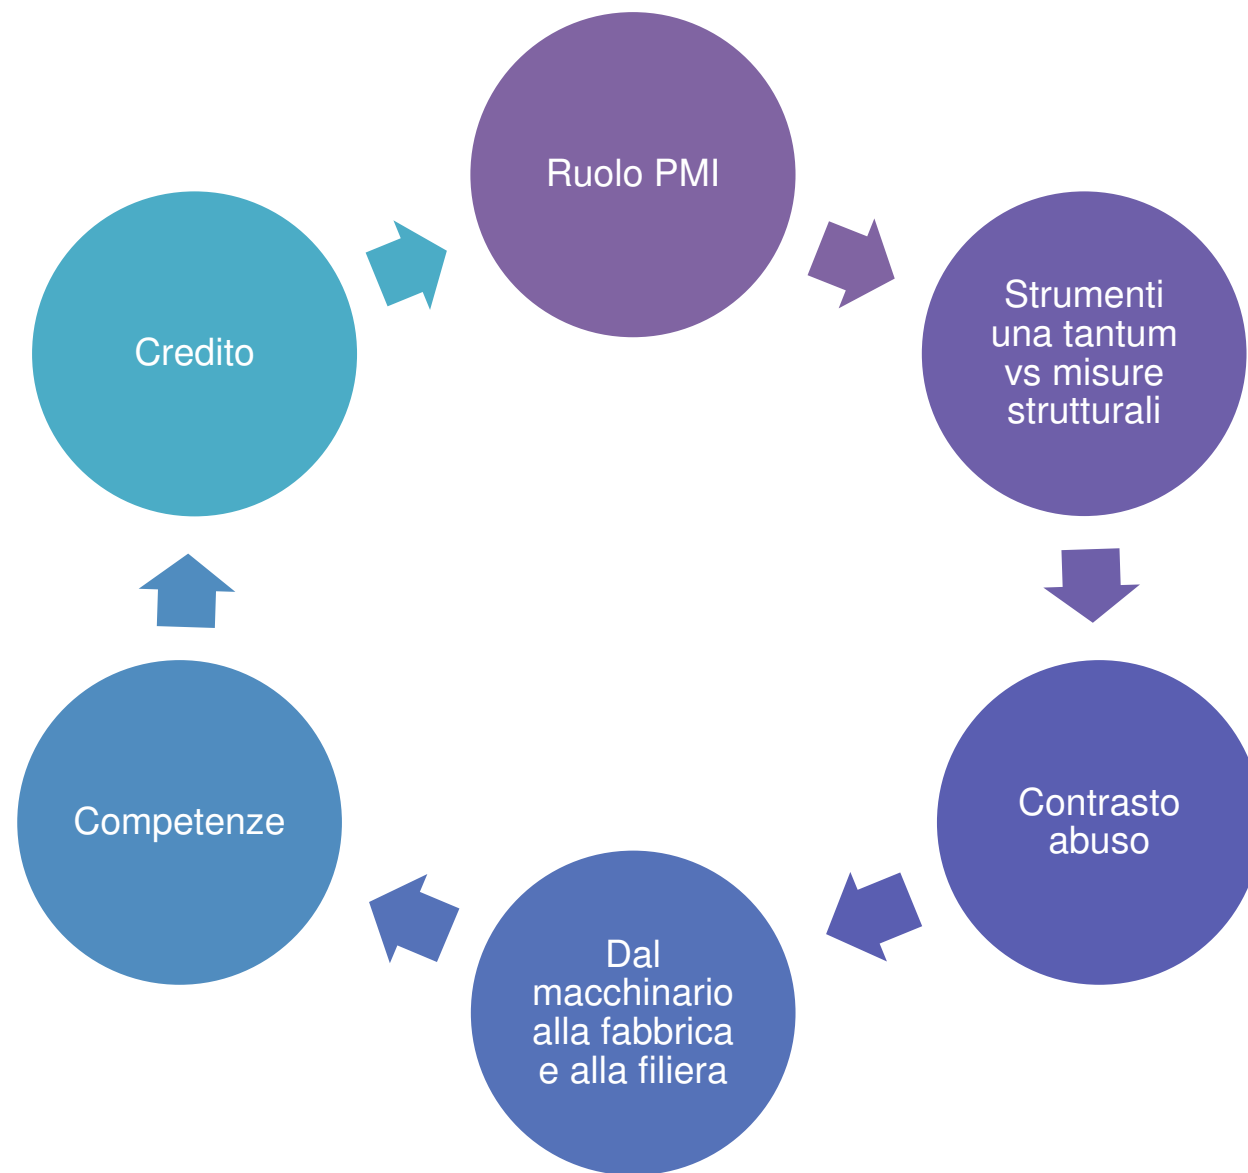 Ruolo PMI
Strumenti
una tantum
vs misure
strutturali
Contrasto
abuso
Dal
macchinario
alla fabbrica
e alla filiera
Competenze
Credito